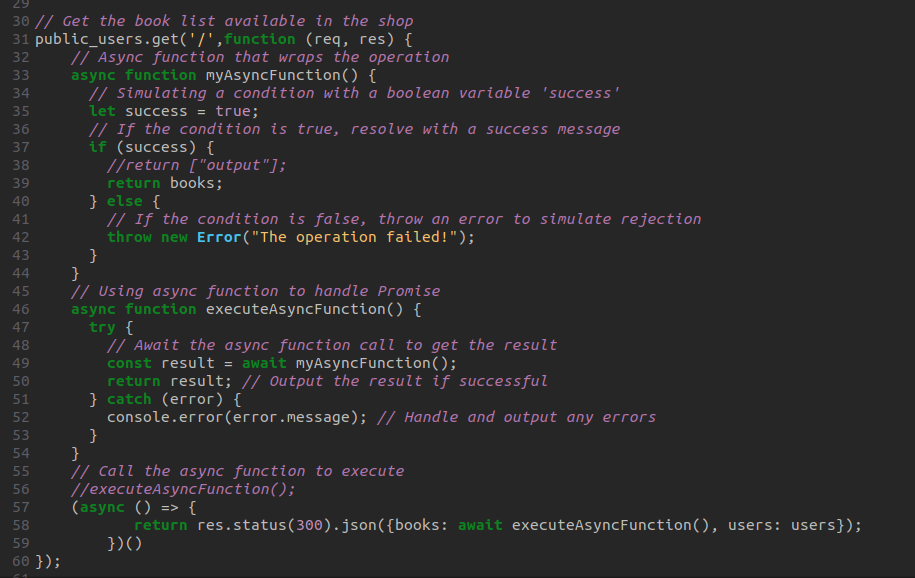 29
30 // Get the book list available in the shop
31 public_users.get('/',function (req, res) {
32     // Async function that wraps the operation
33     async function myAsyncFunction() {
34       // Simulating a condition with a boolean variable 'success'
35       let success = true;
36       // If the condition is true, resolve with a success message
37       if (success) {
38         //return ["output"];
39         return books;
40       } else {
41         // If the condition is false, throw an error to simulate rejection
42         throw new Error("The operation failed!");
43       }
44     }
45     // Using async function to handle Promise
46     async function executeAsyncFunction() {
47       try {
48         // Await the async function call to get the result
49         const result = await myAsyncFunction();
50         return result; // Output the result if successful
51       } catch (error) {
52         console.error(error.message); // Handle and output any errors
53       }
54     }
55     // Call the async function to execute
56     //executeAsyncFunction();
57     (async () => {
58            return res.status(300).json({books: await executeAsyncFunction(), users: users});
59         })()
60 });
61